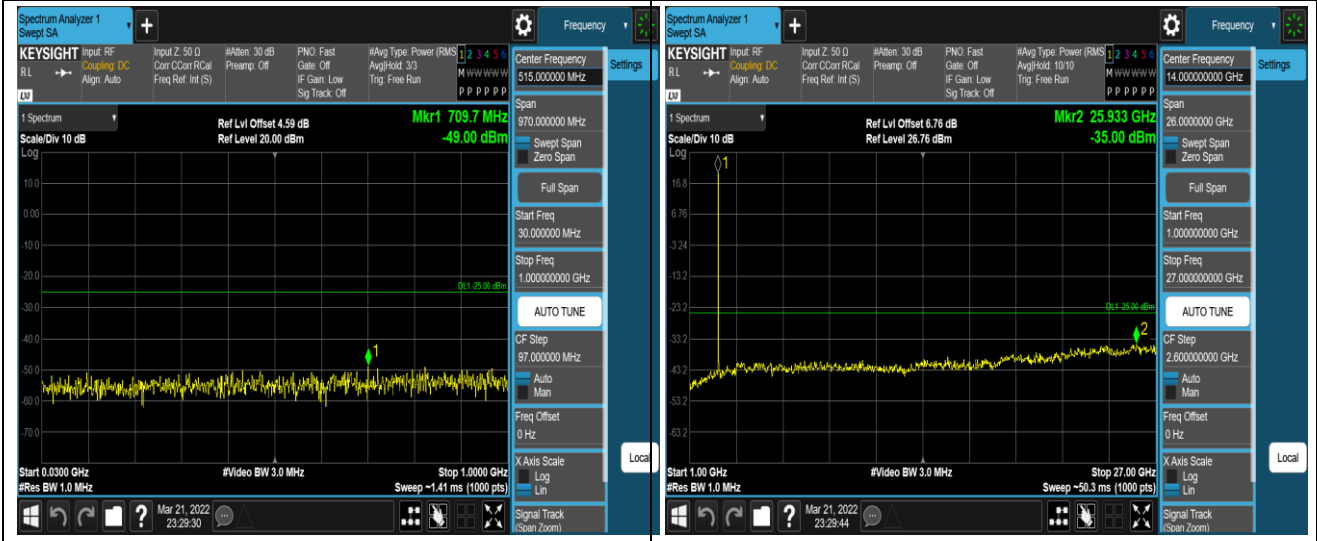 Spectrum Analyzer 1
Swept SA
+
Frequency
KEYSIGHT
RL
Input: RF
Coupling: DC
Align: Auto
Input Z: 50 Ω
Corr CCorr RCal
Freq Ref: Int (S)
#Atten: 30 dB
Preamp: Off
PNO: Fast
Gate: Off
IF Gain: Low
Sig Track: Off
#Avg Type: Power (RMS
Avg|Hold: 3/3
Trig: Free Run
1 2 3 4 5 6
M W W W W W
P P P P P P
Center Frequency
515.000000 MHz
Settings
1 Spectrum
Scale/Div 10 dB
Log
Ref Lvl Offset 4.59 dB
Ref Level 20.00 dBm
Mkr1 709.7 MHz
-49.00 dBm
Span
970.000000 MHz
Swept Span
Zero Span
Full Span
Start Freq
30.000000 MHz
Stop Freq
1.000000000 GHz
AUTO TUNE
CF Step
97.000000 MHz
Auto
Man
Freq Offset
0 Hz
X Axis Scale
Log
Lin
Signal Track
(Span Zoom)
Local
10.0
0.00
-10.0
-20.0
-30.0
-40.0
-50.0
-60.0
-70.0
DL1 -25.00 dBm
1
Start 0.0300 GHz
#Res BW 1.0 MHz
#Video BW 3.0 MHz
Stop 1.0000 GHz
Sweep ~1.41 ms (1000 pts)
?
Mar 21, 2022
23:29:30
Spectrum Analyzer 1
Swept SA
+
Frequency
KEYSIGHT
RL
Input: RF
Coupling: DC
Align: Auto
Input Z: 50 Ω
Corr CCorr RCal
Freq Ref: Int (S)
#Atten: 30 dB
Preamp: Off
PNO: Fast
Gate: Off
IF Gain: Low
Sig Track: Off
#Avg Type: Power (RMS
Avg|Hold: 10/10
Trig: Free Run
1 2 3 4 5 6
M W W W W W
P P P P P P
Center Frequency
14.000000000 GHz
Settings
1 Spectrum
Scale/Div 10 dB
Log
Ref Lvl Offset 6.76 dB
Ref Level 26.76 dBm
Mkr2 25.933 GHz
-35.00 dBm
Span
26.0000000 GHz
Swept Span
Zero Span
Full Span
Start Freq
1.000000000 GHz
Stop Freq
27.000000000 GHz
AUTO TUNE
CF Step
2.600000000 GHz
Auto
Man
Freq Offset
0 Hz
X Axis Scale
Log
Lin
Signal Track
(Span Zoom)
Local
16.8
6.76
-3.24
-13.2
-23.2
-33.2
-43.2
-53.2
-63.2
1
DL1 -25.00 dBm
2
Start 1.00 GHz
#Res BW 1.0 MHz
#Video BW 3.0 MHz
Stop 27.00 GHz
Sweep ~50.3 ms (1000 pts)
?
Mar 21, 2022
23:29:44